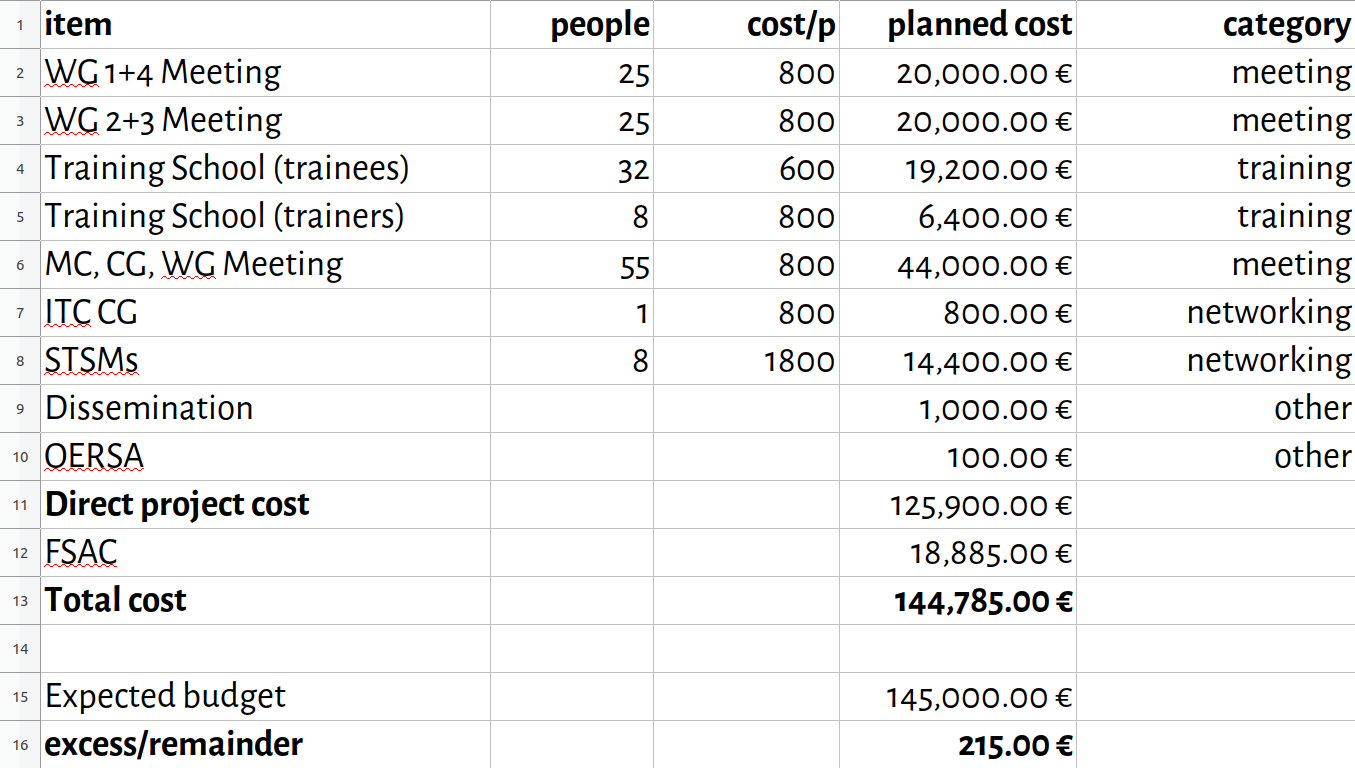 1 item people cost/p planned cost category
2 WG 1+4 Meeting 25 800 20,000.00 € meeting
3 WG 2+3 Meeting 25 800 20,000.00 € meeting
4 Training School (trainees) 32 600 19,200.00 € training
5 Training School (trainers) 8 800 6,400.00 € training
6 MC, CG, WG Meeting 55 800 44,000.00 € meeting
7 ITC CG 1 800 800.00 € networking
8 STSMs 8 1800 14,400.00 € networking
9 Dissemination 1,000.00 € other
10 OERSA 100.00 € other
11 Direct project cost 125,900.00 €
12 FSAC 18,885.00 €
13 Total cost 144,785.00 €
14
15 Expected budget 145,000.00 €
16 excess/remainder 215.00 €